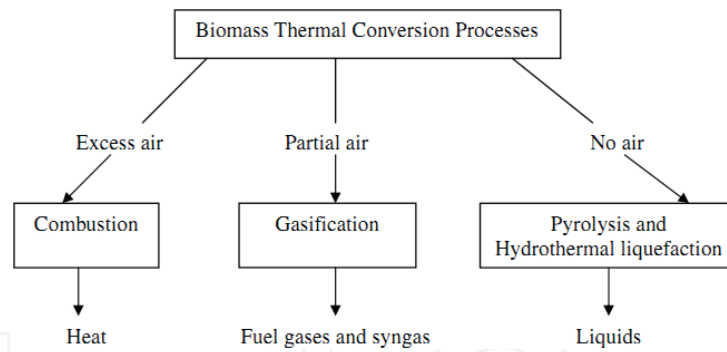 Biomass Thermal Conversion Processes
Excess air
Partial air
No air
Combustion
Gasification
Pyrolysis and
Hydrothermal liquefaction
Heat
Fuel gases and syngas
Liquids